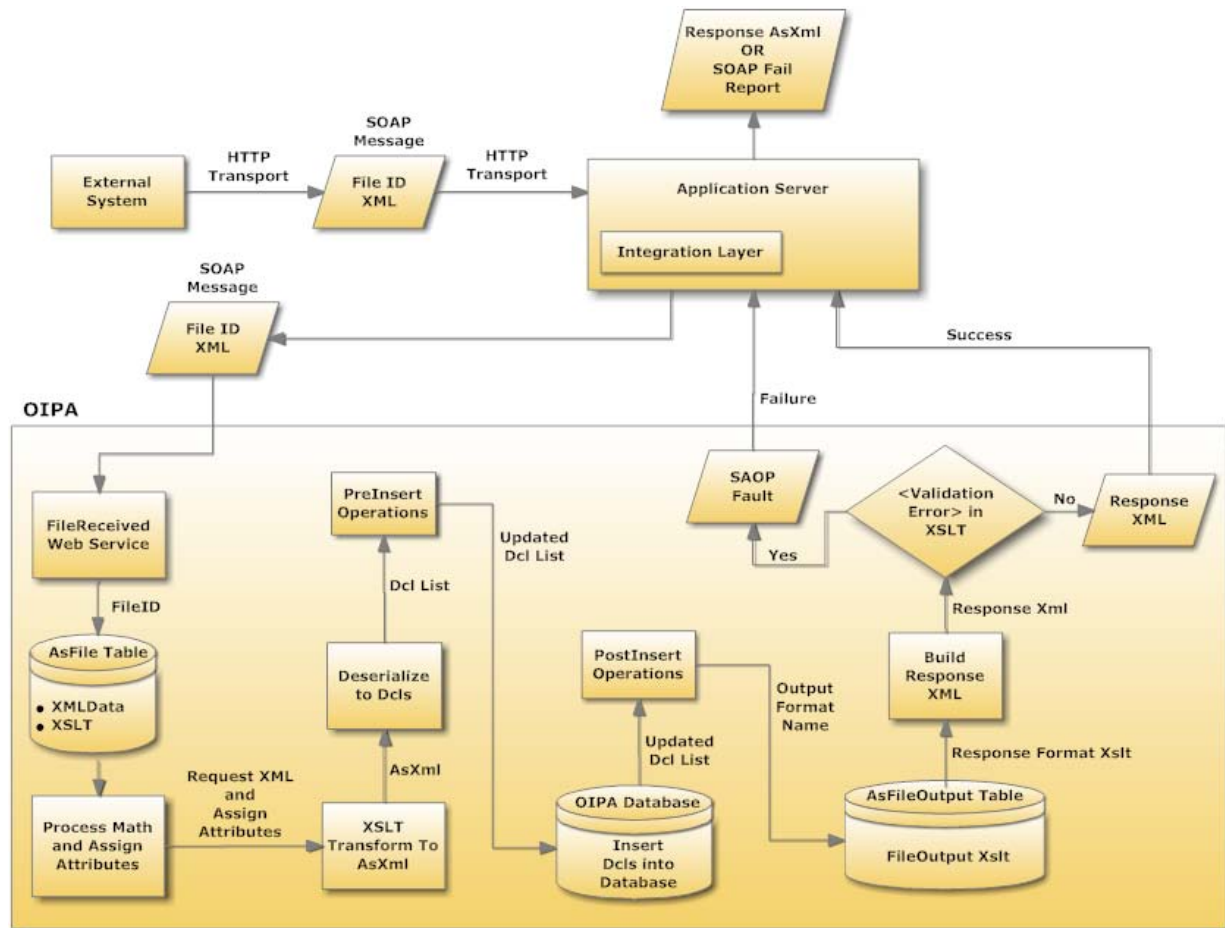 Response AsXml
OR
SOAP Fail
Report
SOAP
Message
HTTP
Transport
HTTP
Transport
External
System
File ID
XML
Application Server
Integration Layer
SOAP
Message
File ID
XML
Success
Failure
OIPA
FileReceived
Web Service
PreInsert
Operations
SAOP
Fault
<Validation
Error> in
XSLT
No
Response
XML
Updated
Dcl List
Yes
FileID
Dcl List
Response Xml
AsFile Table
• XMLData
• XSLT
Deserialize
to Dcls
PostInsert
Operations
Output
Format
Name
Build
Response
XML
Request XML
and
Assign
Attributes
AsXml
Updated
Dcl List
Response Format Xslt
Process Math
and Assign
Attributes
XSLT
Transform To
AsXml
OIPA Database
Insert
Dcls into
Database
AsFileOutput Table
FileOutput Xslt